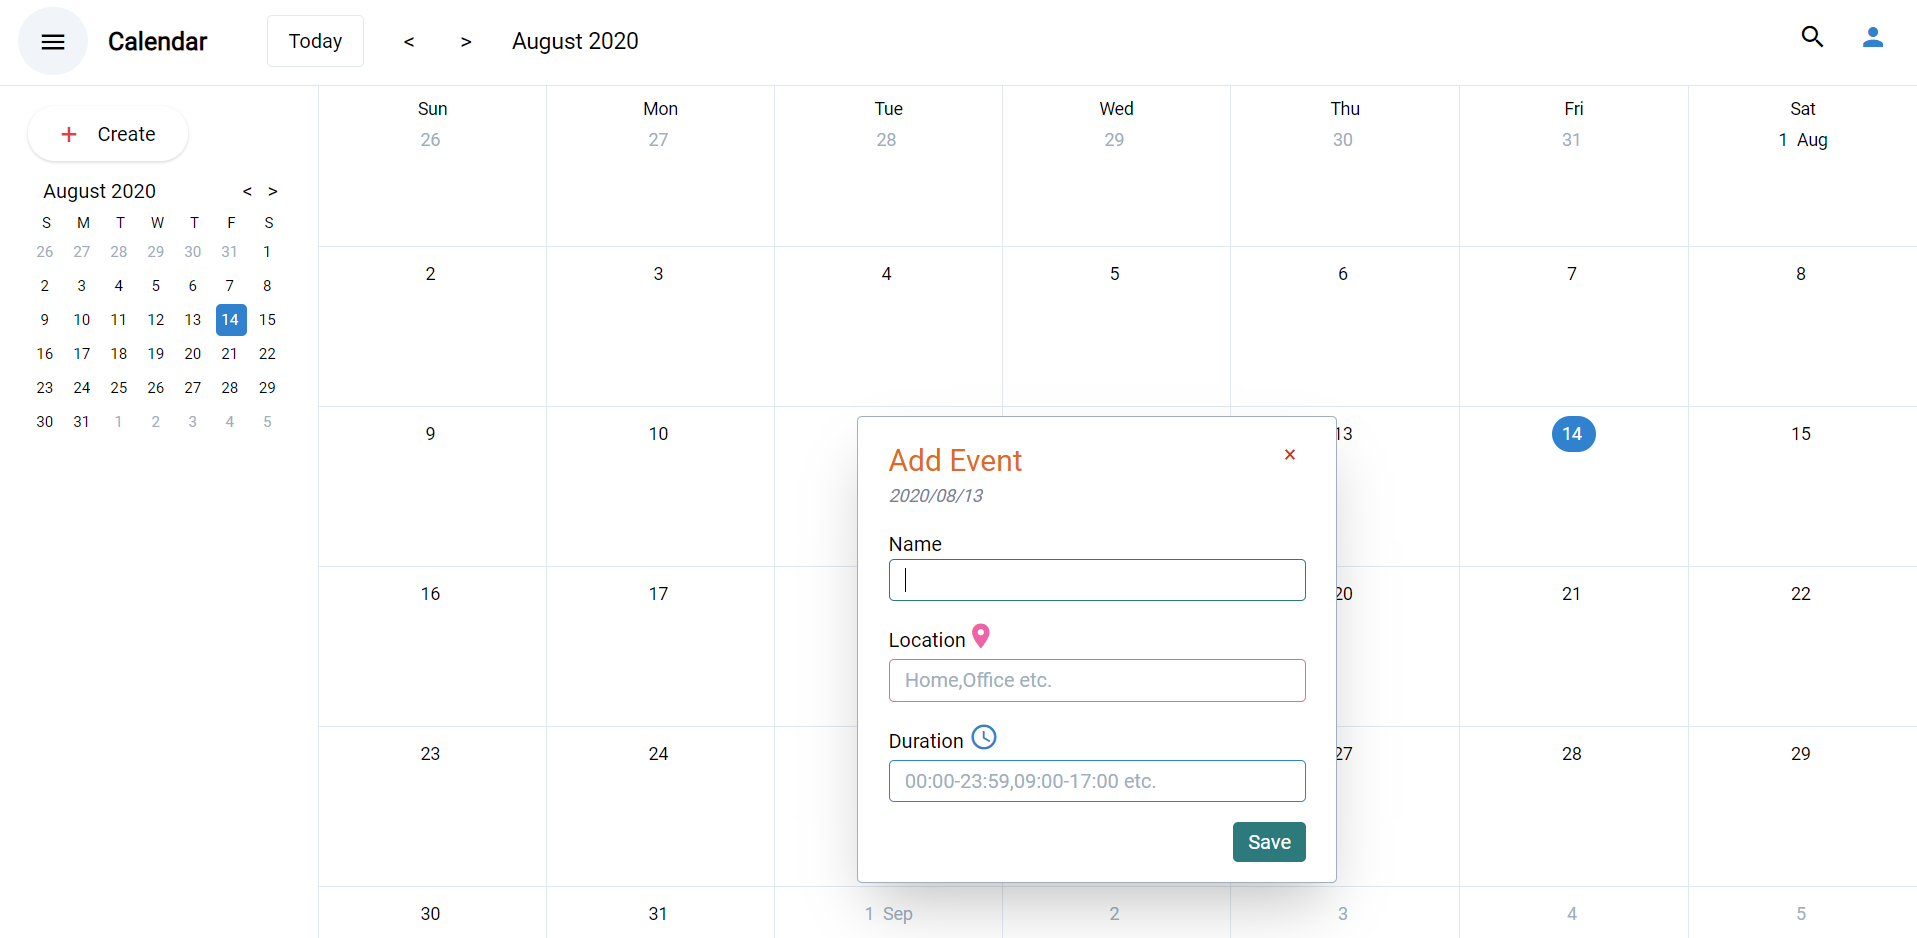 Calendar Today < > August 2020
+ Create
August 2020 < >
S M T W T F S
26 27 28 29 30 31 1
2 3 4 5 6 7 8
9 10 11 12 13 14 15
16 17 18 19 20 21 22
23 24 25 26 27 28 29
30 31 1 2 3 4 5
Sun Mon Tue Wed Thu Fri Sat
26 27 28 29 30 31 1 Aug
2 3 4 5 6 7 8
9 10 13 14 15
16 17 20 21 22
23 24 27 28 29
30 31 1 Sep 2 3 4 5
Add Event ×
2020/08/13
Name
Location
Home,Office etc.
Duration
00:00-23:59,09:00-17:00 etc.
Save